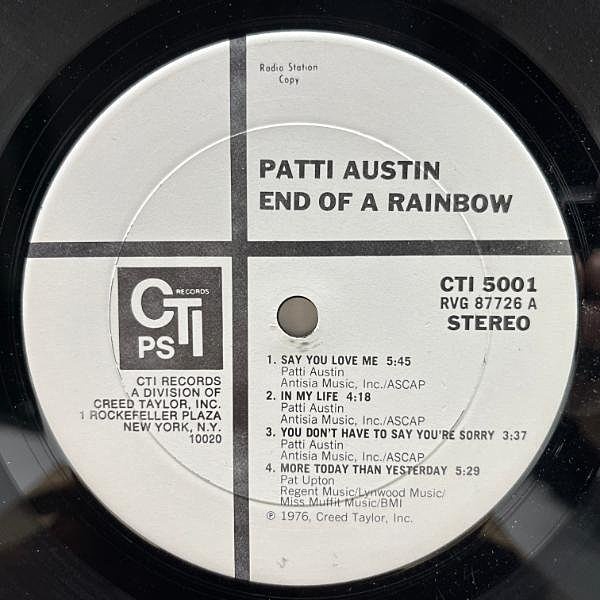 Radio Station
Copy
PATTI AUSTIN
END OF A RAINBOW
CTI
RECORDS
PS
CTI RECORDS
A DIVISION OF
CREED TAYLOR, INC.
1 ROCKEFELLER PLAZA
NEW YORK, N.Y.
10020
CTI 5001
RVG 87726 A
STEREO
1. SAY YOU LOVE ME 5:45
Patti Austin
Antisia Music, Inc./ASCAP
2. IN MY LIFE 4:18
Patti Austin
Antisia Music, Inc./ASCAP
3. YOU DON'T HAVE TO SAY YOU'RE SORRY 3:37
Patti Austin
Antisia Music, Inc./ASCAP
4. MORE TODAY THAN YESTERDAY 5:29
Pat Upton
Regent Music/Lynwood Music/
Miss Muffit Music/BMI
℗ 1976, Creed Taylor, Inc.